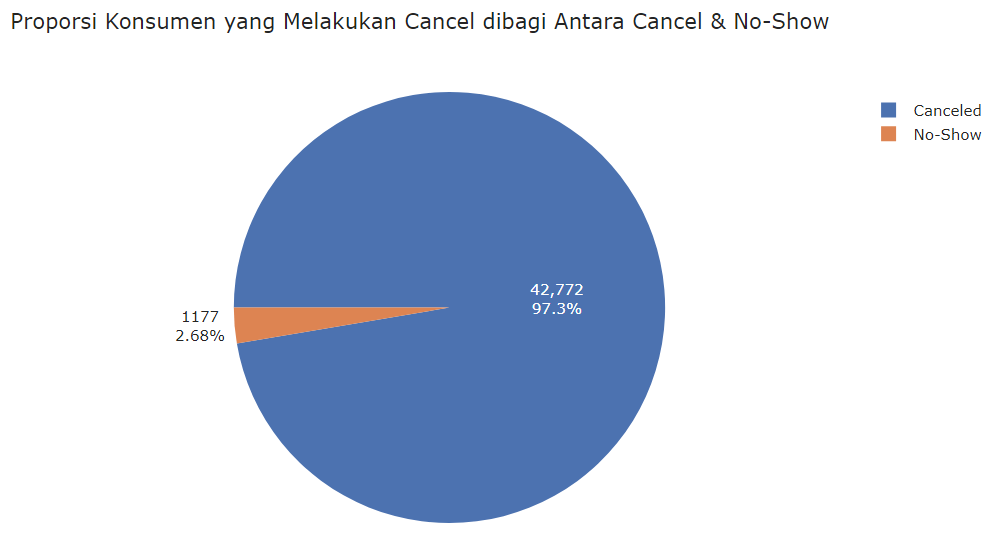 Proporsi Konsumen yang Melakukan Cancel dibagi Antara Cancel & No-Show
Canceled
No-Show
42,772
97.3%
1177
2.68%